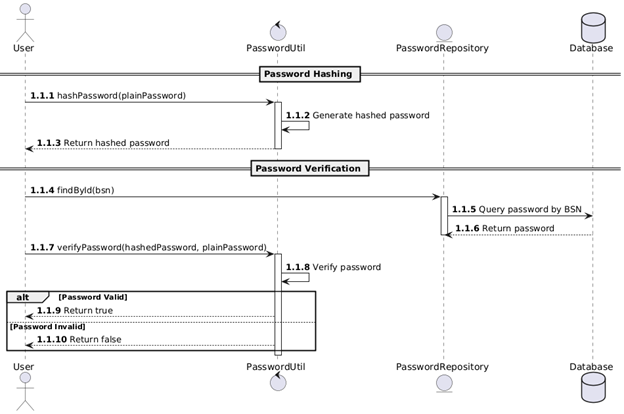 User PasswordUtil PasswordRepository Database
Password Hashing
1.1.1 hashPassword(plainPassword)
1.1.2 Generate hashed password
1.1.3 Return hashed password
Password Verification
1.1.4 findById(bsn)
1.1.5 Query password by BSN
1.1.6 Return password
1.1.7 verifyPassword(hashedPassword, plainPassword)
1.1.8 Verify password
alt [Password Valid]
1.1.9 Return true
[Password Invalid]
1.1.10 Return false
User PasswordUtil PasswordRepository Database